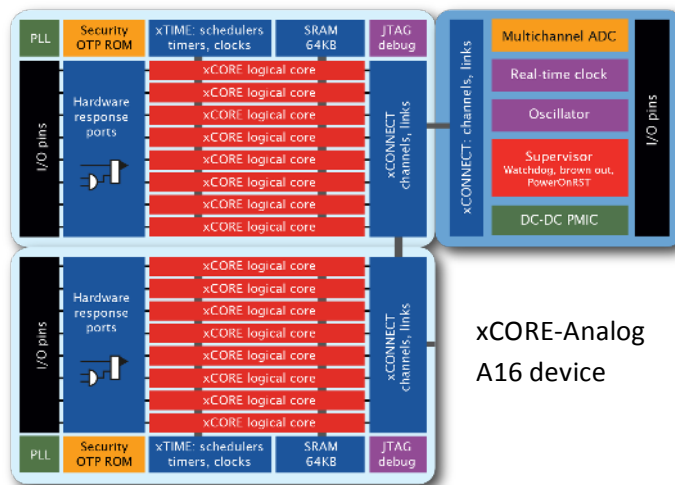 PLL
Security
OTP ROM
xTIME: schedulers
timers, clocks
SRAM
64KB
JTAG
debug
I/O pins
Hardware
response
ports
xCORE logical core
xCORE logical core
xCORE logical core
xCORE logical core
xCORE logical core
xCORE logical core
xCORE logical core
xCORE logical core
xCONNECT
channels, links
xCONNECT: channels, links
Multichannel ADC
Real-time clock
Oscillator
Supervisor
Watchdog, brown out,
PowerOnRST
DC-DC PMIC
I/O pins
I/O pins
Hardware
response
ports
xCORE logical core
xCORE logical core
xCORE logical core
xCORE logical core
xCORE logical core
xCORE logical core
xCORE logical core
xCORE logical core
xCONNECT
channels, links
PLL
Security
OTP ROM
xTIME: schedulers
timers, clocks
SRAM
64KB
JTAG
debug
xCORE-Analog
A16 device